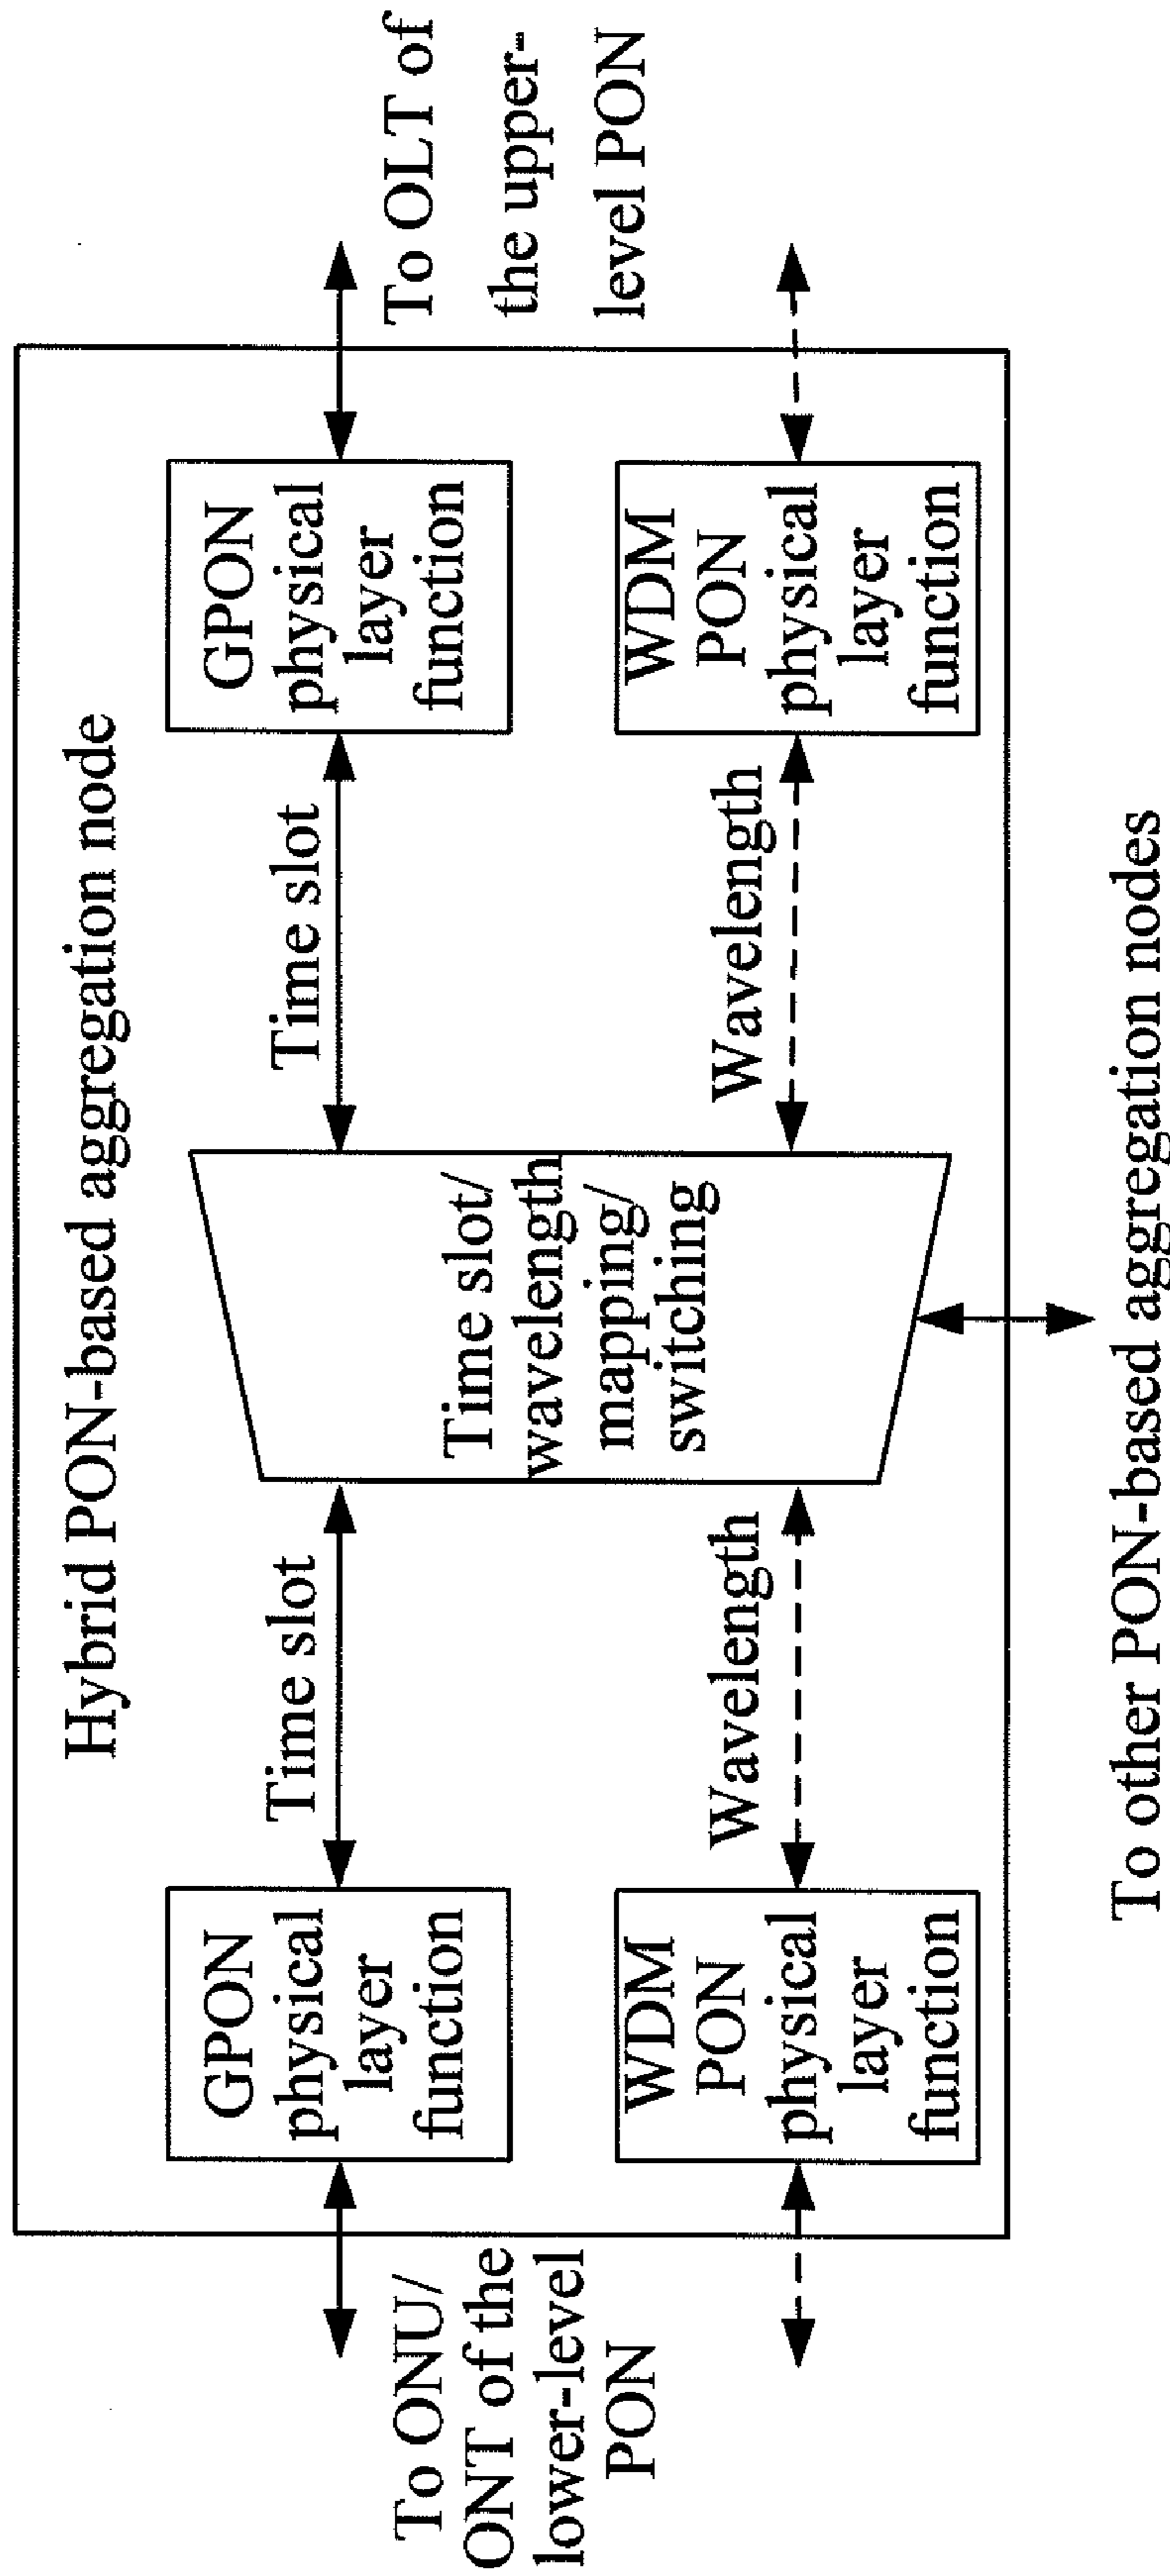 Hybrid PON-based aggregation node
To ONU/
ONT of the
lower-level
PON
GPON
physical
layer
function
Time slot
Time slot/
wavelength
mapping/
switching
Time slot
GPON
physical
layer
function
To OLT of
the upper-
level PON
WDM
PON
physical
layer
function
Wavelength
Wavelength
WDM
PON
physical
layer
function
To other PON-based aggregation nodes